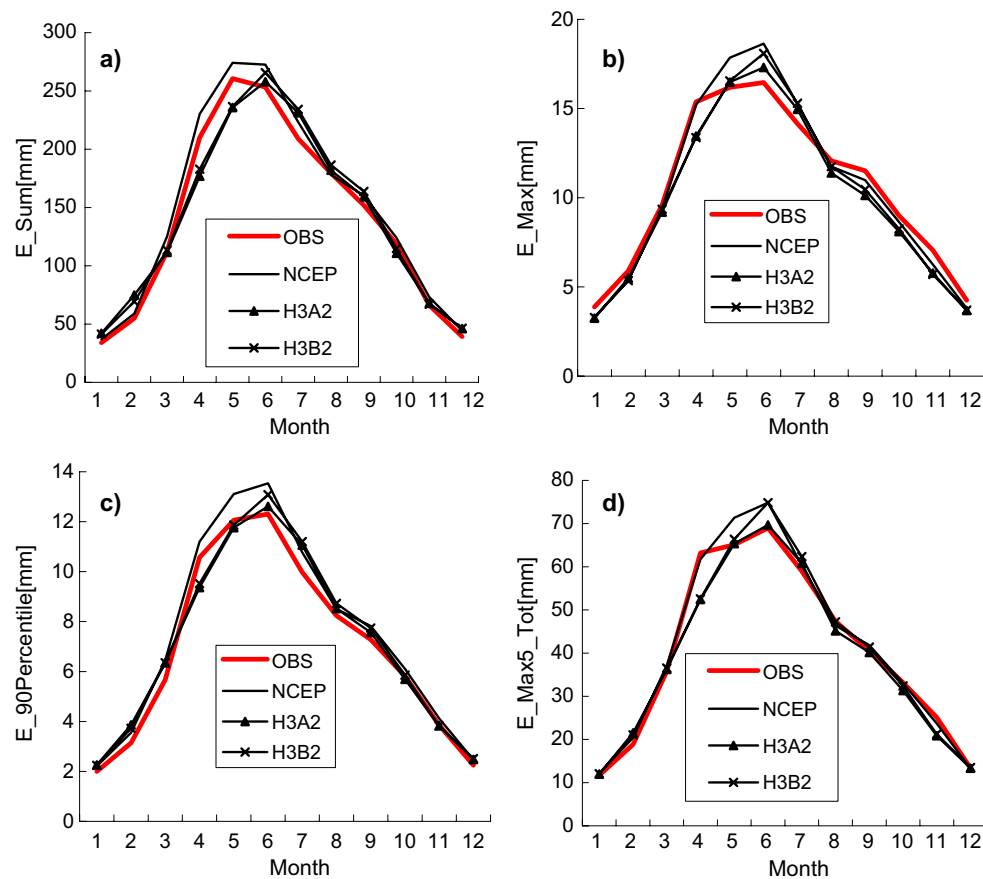 a)
E_Sum[mm]
300
250
200
150
100
50
0
OBS
NCEP
H3A2
H3B2
1 2 3 4 5 6 7 8 9 10 11 12
Month
b)
E_Max[mm]
20
15
10
5
0
OBS
NCEP
H3A2
H3B2
1 2 3 4 5 6 7 8 9 10 11 12
Month
c)
E_90Percentile[mm]
14
12
10
8
6
4
2
0
OBS
NCEP
H3A2
H3B2
1 2 3 4 5 6 7 8 9 10 11 12
Month
d)
E_Max5_Tot[mm]
80
70
60
50
40
30
20
10
0
OBS
NCEP
H3A2
H3B2
1 2 3 4 5 6 7 8 9 10 11 12
Month